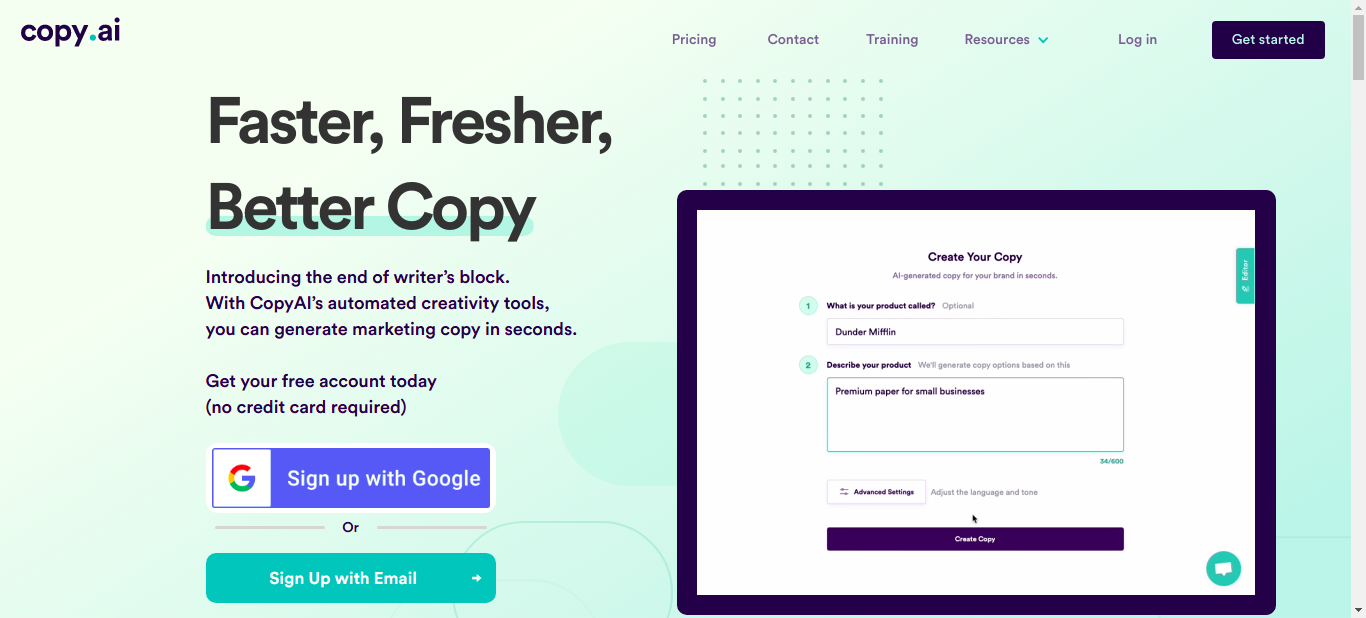 copy.ai
Pricing
Contact
Training
Resources
Log in
Get started
Faster, Fresher,
Better Copy
Introducing the end of writer's block.
With CopyAI's automated creativity tools,
you can generate marketing copy in seconds.
Get your free account today
(no credit card required)
G Sign up with Google
Or
Sign Up with Email
Create Your Copy
AI-generated copy for your brand in seconds.
Editor
1 What is your product called? Optional
Dunder Mifflin
2 Describe your product We'll generate copy options based on this
Premium paper for small businesses
34/600
Advanced Settings Adjust the language and tone
Create Copy